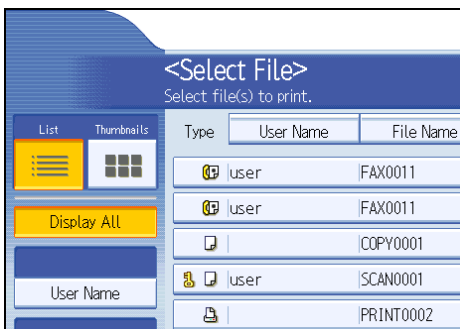 <Select File>
Select file(s) to print.
List Thumbnails Type User Name File Name
user FAX0011
Display All
user FAX0011
COPY0001
user SCAN0001
User Name
PRINT0002